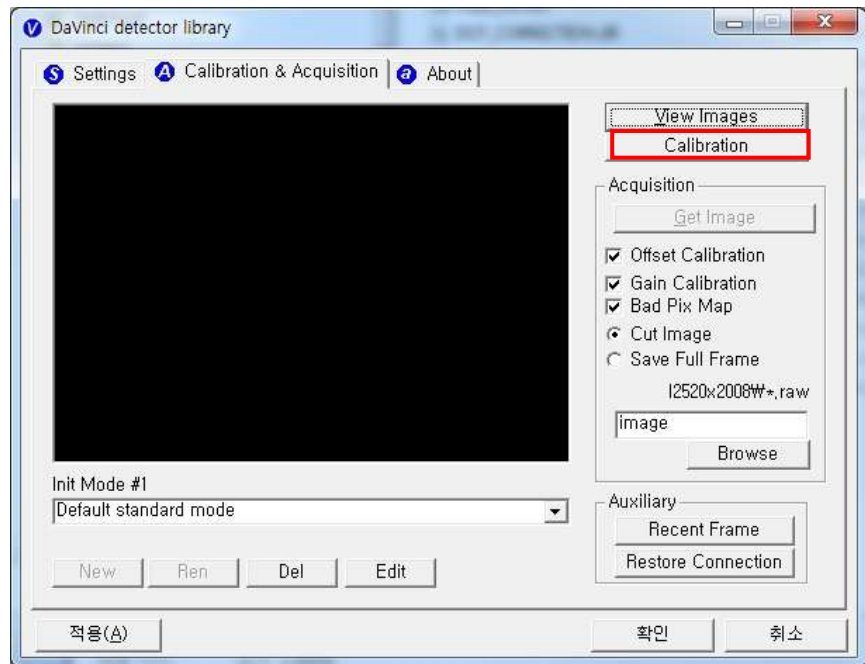 DaVinci detector library
Settings
Calibration & Acquisition
About
View Images
Calibration
Acquisition
Get Image
Offset Calibration
Gain Calibration
Bad Pix Map
Cut Image
Save Full Frame
I2520x2008₩*.raw
image
Browse
Init Mode #1
Default standard mode
Auxiliary
Recent Frame
Restore Connection
New
Ren
Del
Edit
적용(A)
확인
취소